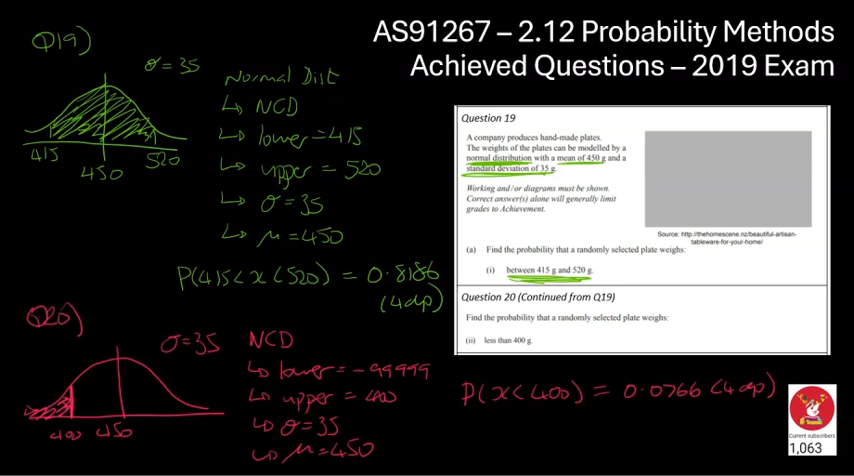 AS91267 – 2.12 Probability Methods
Achieved Questions – 2019 Exam
Q19)
σ = 35
415
450
520
Normal Dist
↳ NCD
↳ lower = 415
↳ upper = 520
↳ σ = 35
↳ μ = 450
P(415 < x < 520) = 0.8186
(4dp)
Question 19
A company produces hand-made plates.
The weights of the plates can be modelled by a
normal distribution with a mean of 450 g and a
standard deviation of 35 g.
Working and/or diagrams must be shown.
Correct answer(s) alone will generally limit
grades to Achievement.
Source: http://thehomescene.nz/beautiful-artisan-
tableware-for-your-home/
(a) Find the probability that a randomly selected plate weighs:
(i) between 415 g and 520 g.
Question 20 (Continued from Q19)
Find the probability that a randomly selected plate weighs:
(ii) less than 400 g.
Q20)
σ = 35
400
450
NCD
↳ lower = -99999
↳ upper = 400
↳ σ = 35
↳ μ = 450
P(x < 400) = 0.0766 (4dp)
Current subscribers
1,063